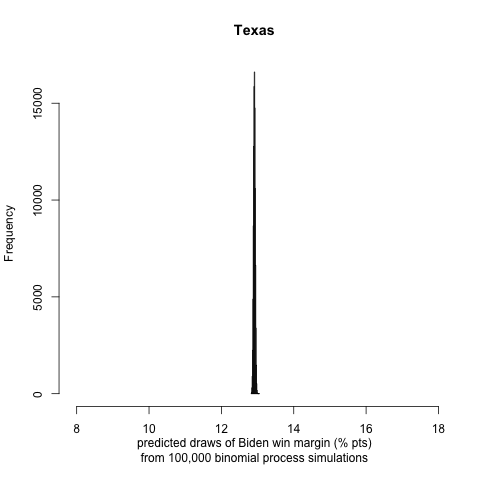 Texas
Frequency
15000
10000
5000
0
8 10 12 14 16 18
predicted draws of Biden win margin (% pts)
from 100,000 binomial process simulations